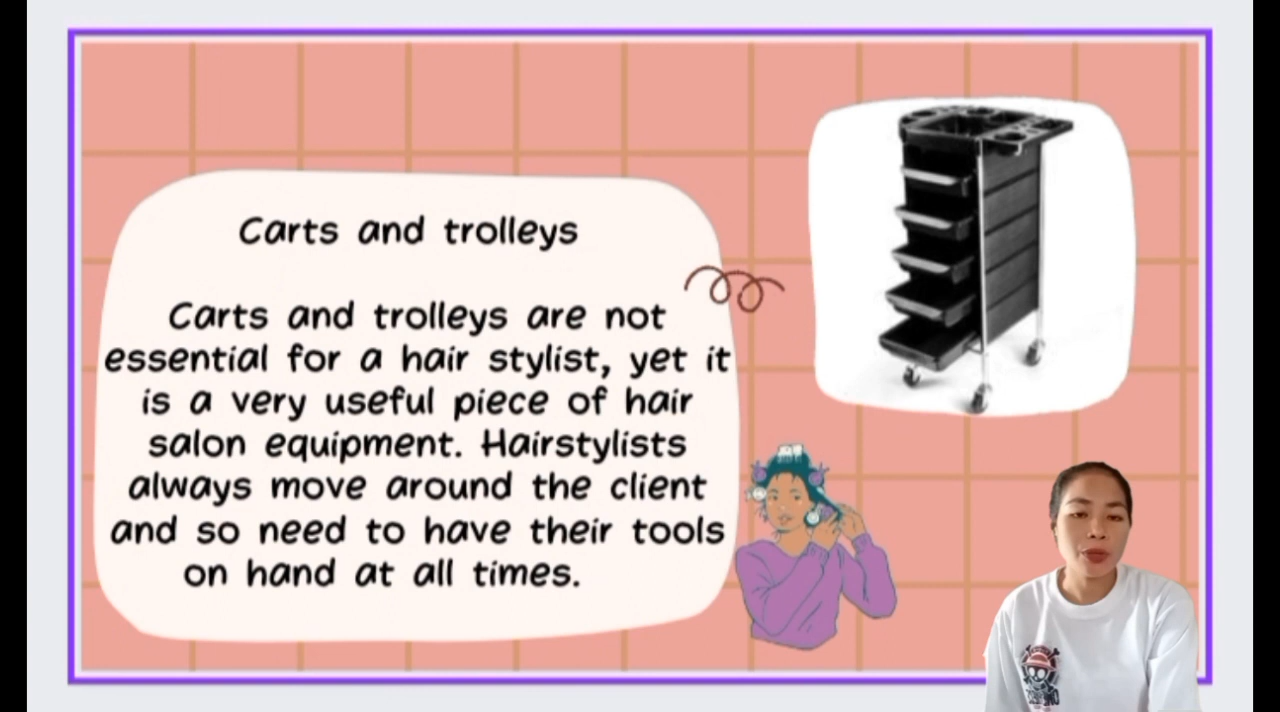 Carts and trolleys
Carts and trolleys are not
essential for a hair stylist, yet it
is a very useful piece of hair
salon equipment. Hairstylists
always move around the client
and so need to have their tools
on hand at all times.